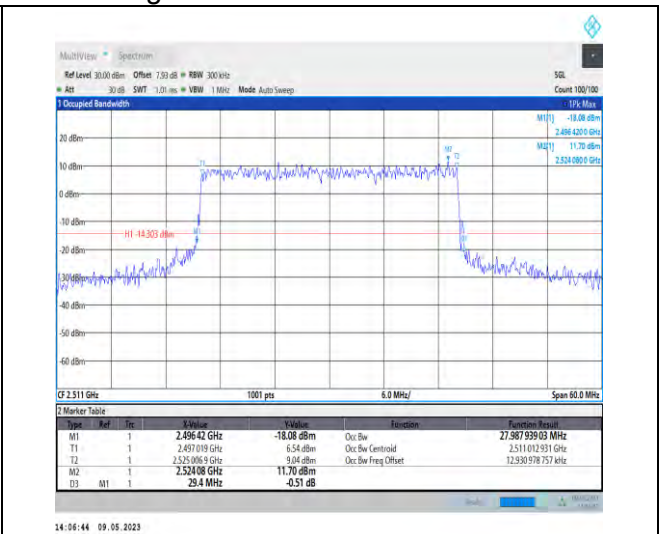 MultiView Spectrum
Ref Level 30.00 dBm Offset 7.93 dB RBW 300 kHz SGL
Att 30 dB SWT 1.01 ms VBW 1 MHz Mode Auto Sweep Count 100/100
1 Occupied Bandwidth 1Pk Max
M1[1] -18.08 dBm
2.496 4200 GHz
M2[1] 11.70 dBm
2.524 0800 GHz
20 dBm
M2
T1 T2
10 dBm
0 dBm
-10 dBm
H1 -14.303 dBm
-20 dBm
-30 dBm
-40 dBm
-50 dBm
-60 dBm
CF 2.511 GHz 1001 pts 6.0 MHz/ Span 60.0 MHz
2 Marker Table
Type Ref Trc X-Value Y-Value Function Function Result
M1 1 2.496 42 GHz -18.08 dBm Occ Bw 27.987 939 03 MHz
T1 1 2.497 019 GHz 6.54 dBm Occ Bw Centroid 2.511 012 931 GHz
T2 1 2.525 006 9 GHz 9.04 dBm Occ Bw Freq Offset 12.930 978 757 kHz
M2 1 2.524 08 GHz 11.70 dBm
D3 M1 1 29.4 MHz -0.51 dB
14:06:44 09.05.2023